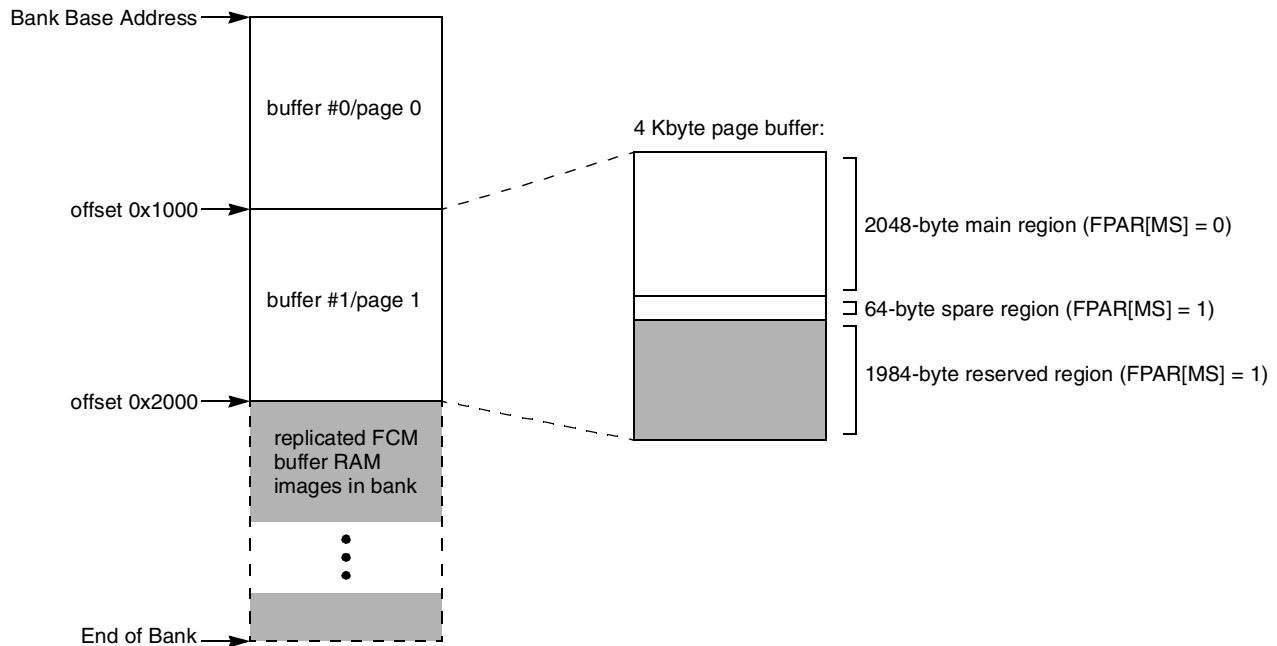 Bank Base Address
buffer #0/page 0
offset 0x1000
buffer #1/page 1
offset 0x2000
replicated FCM
buffer RAM
images in bank
End of Bank
4 Kbyte page buffer:
2048-byte main region (FPAR[MS] = 0)
64-byte spare region (FPAR[MS] = 1)
1984-byte reserved region (FPAR[MS] = 1)